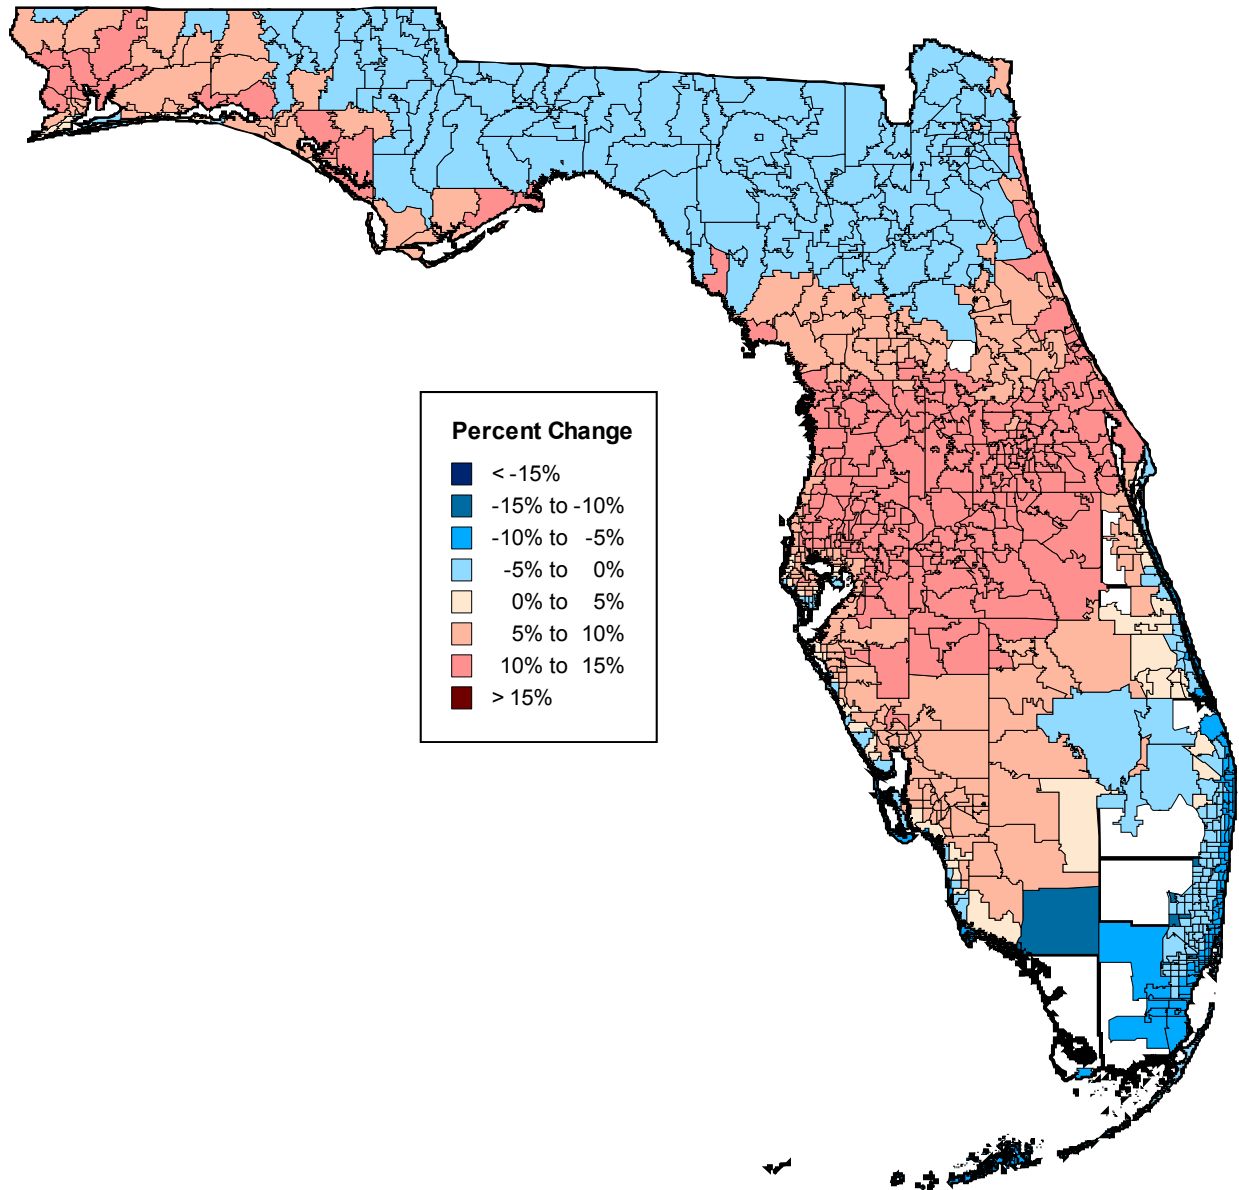 Percent Change
< -15%
-15% to -10%
-10% to -5%
-5% to 0%
0% to 5%
5% to 10%
10% to 15%
> 15%